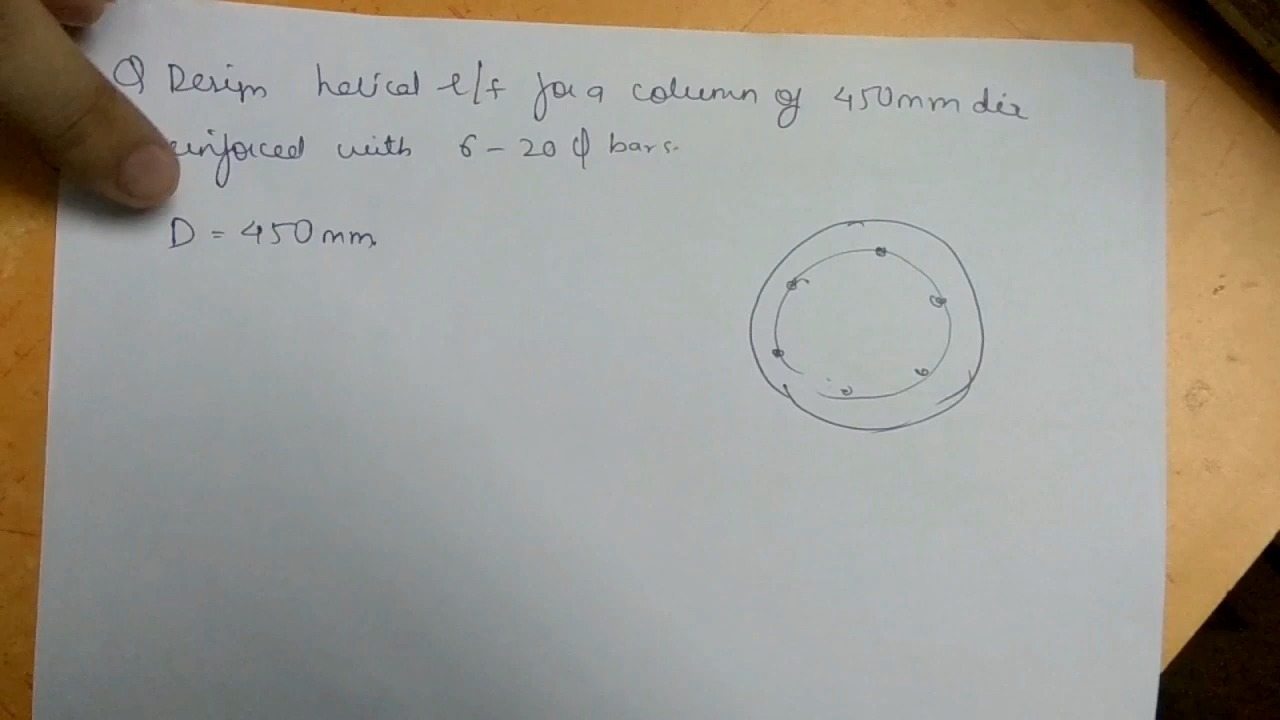 Q Design helical r/f for a column of 450mm dia
reinforced with 6-20 ϕ bars.
D = 450mm.